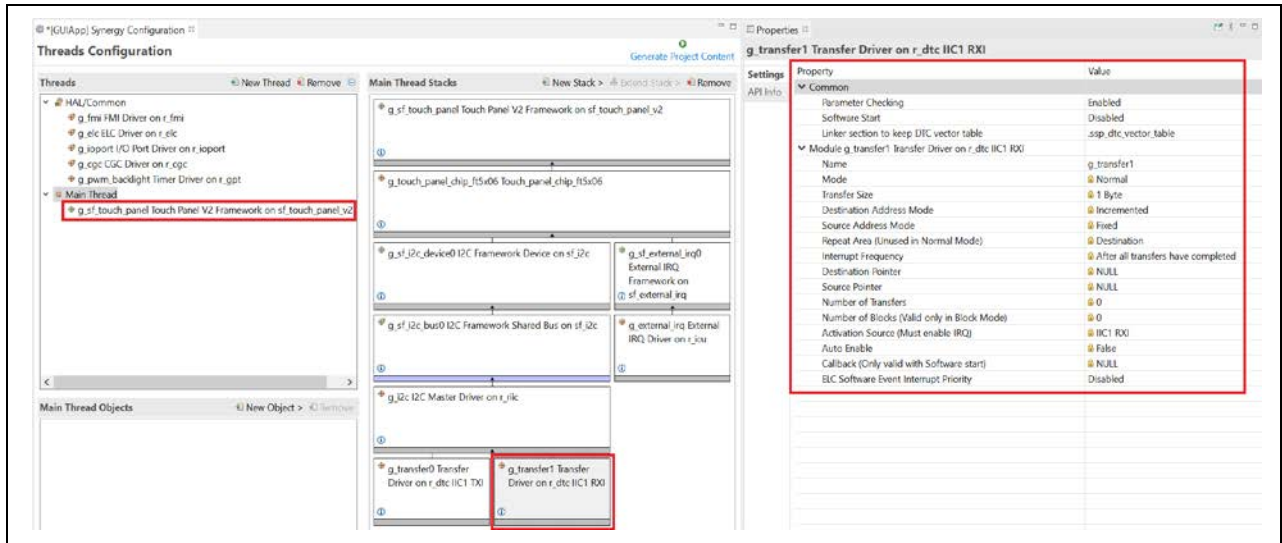 *[GUIApp] Synergy Configuration
Threads Configuration
Generate Project Content
Threads
New Thread
Remove
HAL/Common
g_fmi FMI Driver on r_fmi
g_elc ELC Driver on r_elc
g_ioport I/O Port Driver on r_ioport
g_cgc CGC Driver on r_cgc
g_pwm_backlight Timer Driver on r_gpt
Main Thread
g_sf_touch_panel Touch Panel V2 Framework on sf_touch_panel_v2
Main Thread Objects
New Object >
Remove
Main Thread Stacks
New Stack >
Extend Stack >
Remove
g_sf_touch_panel Touch Panel V2 Framework on sf_touch_panel_v2
g_touch_panel_chip_ft5x06 Touch_panel_chip_ft5x06
g_sf_i2c_device0 I2C Framework Device on sf_i2c
g_sf_external_irq0
External IRQ
Framework on
sf_external_irq
g_sf_i2c_bus0 I2C Framework Shared Bus on sf_i2c
g_external_irq External
IRQ Driver on r_icu
g_i2c I2C Master Driver on r_riic
g_transfer0 Transfer
Driver on r_dtc IIC1 TXI
g_transfer1 Transfer
Driver on r_dtc IIC1 RXI
Properties
g_transfer1 Transfer Driver on r_dtc IIC1 RXI
Settings
API Info
Property Value
Common
Parameter Checking Enabled
Software Start Disabled
Linker section to keep DTC vector table .ssp_dtc_vector_table
Module g_transfer1 Transfer Driver on r_dtc IIC1 RXI
Name g_transfer1
Mode Normal
Transfer Size 1 Byte
Destination Address Mode Incremented
Source Address Mode Fixed
Repeat Area (Unused in Normal Mode) Destination
Interrupt Frequency After all transfers have completed
Destination Pointer NULL
Source Pointer NULL
Number of Transfers 0
Number of Blocks (Valid only in Block Mode) 0
Activation Source (Must enable IRQ) IIC1 RXI
Auto Enable False
Callback (Only valid with Software start) NULL
ELC Software Event Interrupt Priority Disabled